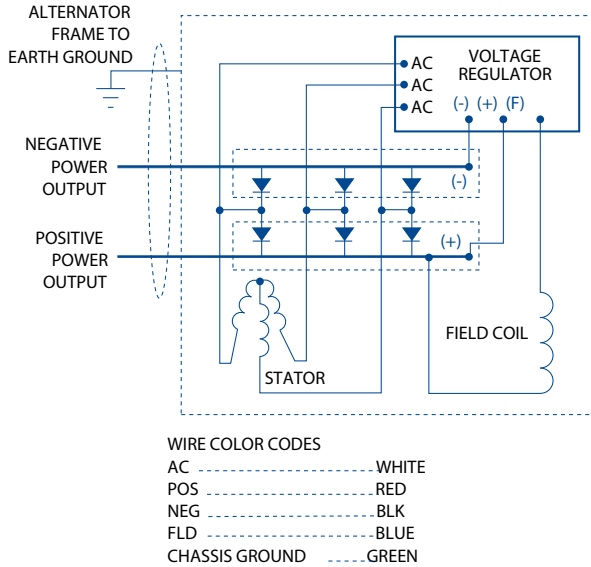 ALTERNATOR
FRAME TO
EARTH GROUND
AC
AC
AC
VOLTAGE
REGULATOR
(-) (+) (F)
NEGATIVE
POWER
OUTPUT
(-)
POSITIVE
POWER
OUTPUT
(+)
FIELD COIL
STATOR
WIRE COLOR CODES
AC WHITE
POS RED
NEG BLK
FLD BLUE
CHASSIS GROUND GREEN